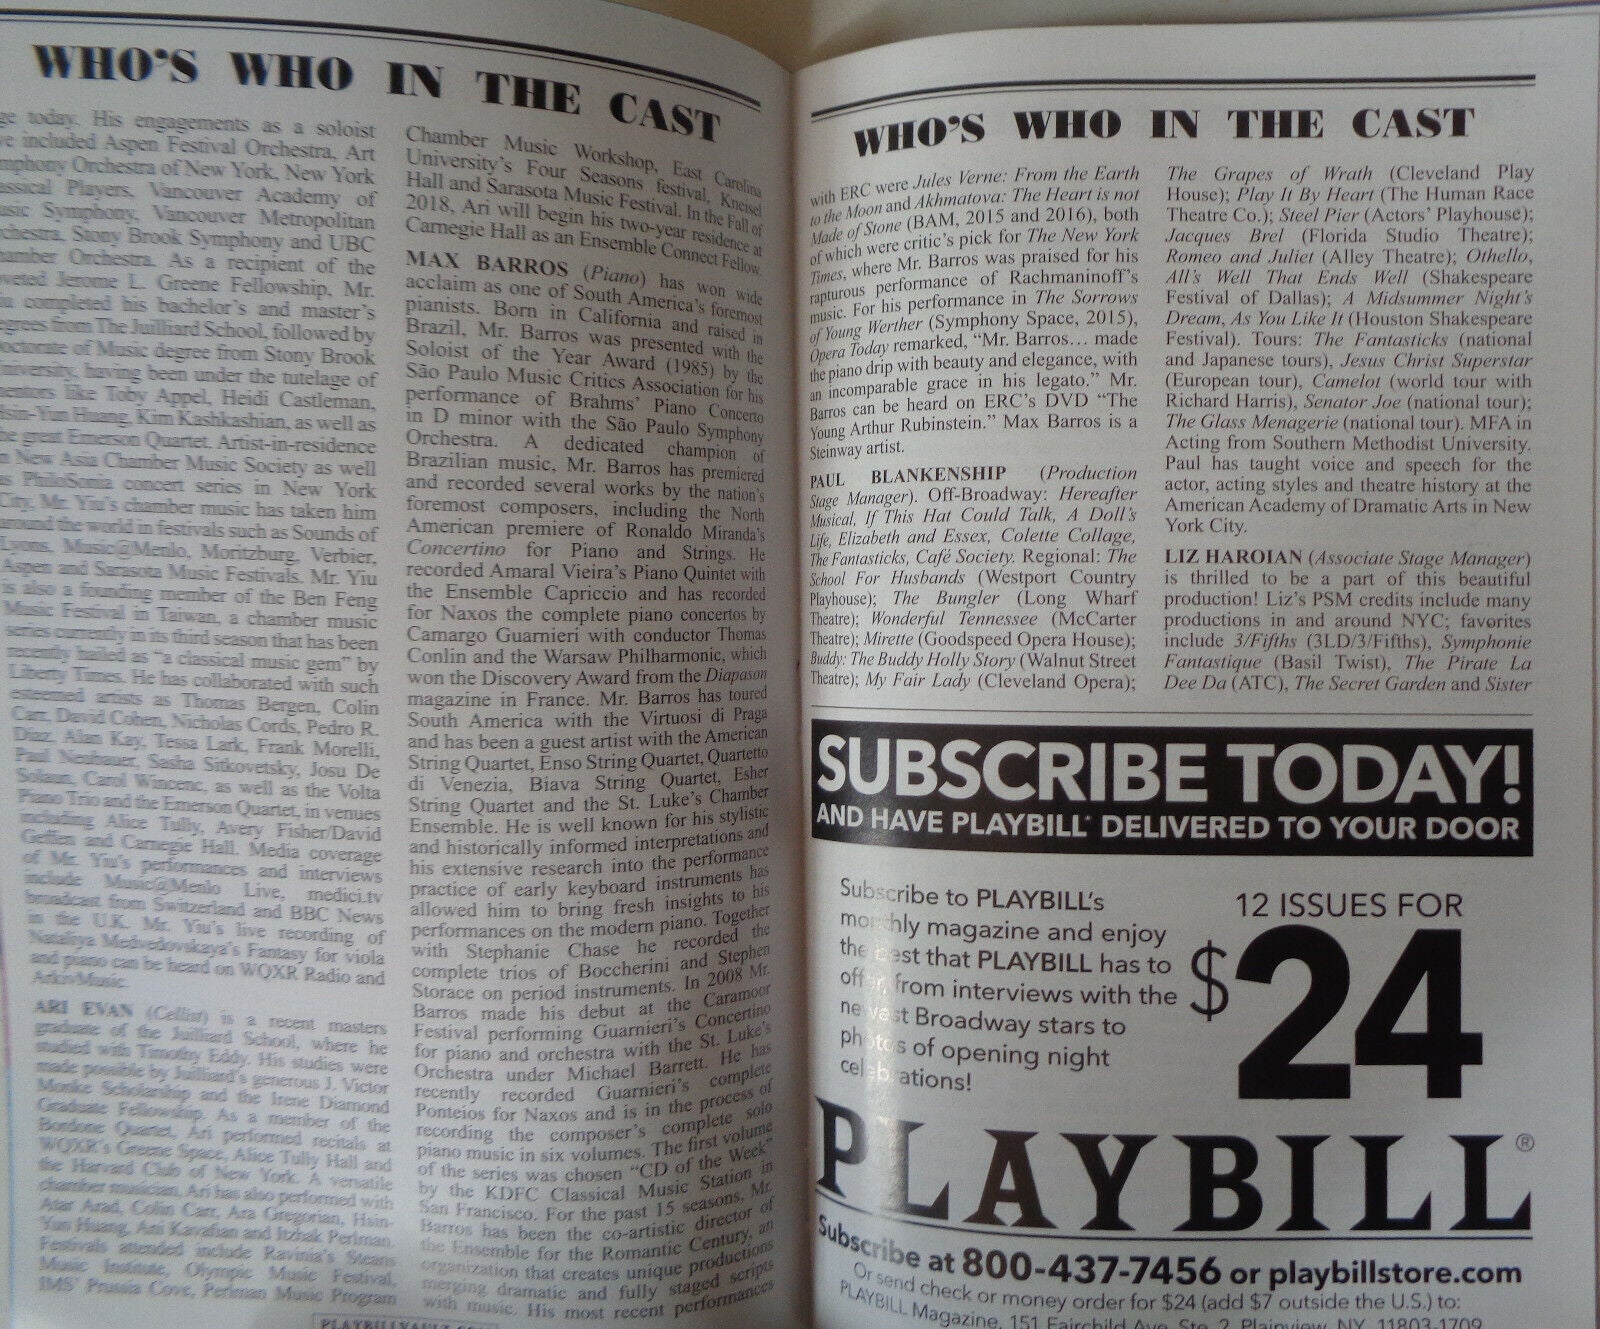 WHO'S WHO IN THE CAST
ge today. His engagements as a soloist
ve included Aspen Festival Orchestra, Art
mphony Orchestra of New York, New York
assical Players, Vancouver Academy of
usic Symphony, Vancouver Metropolitan
rchestra, Stony Brook Symphony and UBC
hamber Orchestra. As a recipient of the
oveted Jerome L. Greene Fellowship, Mr.
iu completed his bachelor's and master's
egrees from The Juilliard School, followed by
octorate of Music degree from Stony Brook
University, having been under the tutelage of
entors like Toby Appel, Heidi Castleman,
Hsin-Yun Huang, Kim Kashkashian, as well as
he great Emerson Quartet. Artist-in-residence
n New Asia Chamber Music Society as well
as PhiloSonia concert series in New York
City, Mr. Yiu's chamber music has taken him
around the world in festivals such as Sounds of
Lyons, Music@Menlo, Moritzburg, Verbier,
Aspen and Sarasota Music Festivals. Mr. Yiu
is also a founding member of the Ben Feng
Music Festival in Taiwan, a chamber music
series currently in its third season that has been
recently hailed as "a classical music gem" by
Liberty Times. He has collaborated with such
esteemed artists as Thomas Bergen, Colin
Carr, David Cohen, Nicholas Cords, Pedro R.
Diaz, Alan Kay, Tessa Lark, Frank Morelli,
Paul Neubauer, Sasha Sitkovetsky, Josu De
Solaun, Carol Wincenc, as well as the Volta
Piano Trio and the Emerson Quartet, in venues
including Alice Tully, Avery Fisher/David
Geffen and Carnegie Hall. Media coverage
of Mr. Yiu's performances and interviews
include Music@Menlo Live, medici.tv
broadcast from Switzerland and BBC News
in the U.K. Mr. Yiu's live recording of
Nataliya Medvedovskaya's Fantasy for viola
and piano can be heard on WQXR Radio and
ArkivMusic.
ARI EVAN (Cellist) is a recent masters
graduate of the Juilliard School, where he
studied with Timothy Eddy. His studies were
made possible by Juilliard's generous J. Victor
Monke Scholarship and the Irene Diamond
Graduate Fellowship. As a member of the
Bordone Quartet, Ari performed recitals at
WQXR's Greene Space, Alice Tully Hall and
the Harvard Club of New York. A versatile
chamber musician, Ari has also performed with
Atar Arad, Colin Carr, Ara Gregorian, Hsin-
Yun Huang, Ani Kavafian and Itzhak Perlman.
Festivals attended include Ravinia's Steans
Music Institute, Olympic Music Festival,
IMS' Prussia Cove, Perlman Music Program
Chamber Music Workshop, East Carolina
University's Four Seasons festival, Kneisel
Hall and Sarasota Music Festival. In the Fall of
2018, Ari will begin his two-year residence at
Carnegie Hall as an Ensemble Connect Fellow.
MAX BARROS (Piano) has won wide
acclaim as one of South America's foremost
pianists. Born in California and raised in
Brazil, Mr. Barros was presented with the
Soloist of the Year Award (1985) by the
São Paulo Music Critics Association for his
performance of Brahms' Piano Concerto
in D minor with the São Paulo Symphony
Orchestra. A dedicated champion of
Brazilian music, Mr. Barros has premiered
and recorded several works by the nation's
foremost composers, including the North
American premiere of Ronaldo Miranda's
Concertino for Piano and Strings. He
recorded Amaral Vieira's Piano Quintet with
the Ensemble Capriccio and has recorded
for Naxos the complete piano concertos by
Camargo Guarnieri with conductor Thomas
Conlin and the Warsaw Philharmonic, which
won the Discovery Award from the Diapason
magazine in France. Mr. Barros has toured
South America with the Virtuosi di Praga
and has been a guest artist with the American
String Quartet, Enso String Quartet, Quartetto
di Venezia, Biava String Quartet, Esher
String Quartet and the St. Luke's Chamber
Ensemble. He is well known for his stylistic
and historically informed interpretations and
his extensive research into the performance
practice of early keyboard instruments has
allowed him to bring fresh insights to his
performances on the modern piano. Together
with Stephanie Chase he recorded the
complete trios of Boccherini and Stephen
Storace on period instruments. In 2008 Mr.
Barros made his debut at the Caramoor
Festival performing Guarnieri's Concertino
for piano and orchestra with the St. Luke's
Orchestra under Michael Barrett. He has
recently recorded Guarnieri's complete
Ponteios for Naxos and is in the process of
recording the composer's complete solo
piano music in six volumes. The first volume
of the series was chosen "CD of the Week"
by the KDFC Classical Music Station in
San Francisco. For the past 15 seasons, Mr.
Barros has been the co-artistic director of
the Ensemble for the Romantic Century, an
organization that creates unique productions
merging dramatic and fully staged scripts
with music. His most recent performances
WHO'S WHO IN THE CAST
with ERC were Jules Verne: From the Earth
to the Moon and Akhmatova: The Heart is not
Made of Stone (BAM, 2015 and 2016), both
of which were critic's pick for The New York
Times, where Mr. Barros was praised for his
rapturous performance of Rachmaninoff's
music. For his performance in The Sorrows
of Young Werther (Symphony Space, 2015),
Opera Today remarked, "Mr. Barros... made
the piano drip with beauty and elegance, with
an incomparable grace in his legato." Mr.
Barros can be heard on ERC's DVD "The
Young Arthur Rubinstein." Max Barros is a
Steinway artist.
PAUL BLANKENSHIP (Production
Stage Manager). Off-Broadway: Hereafter
Musical, If This Hat Could Talk, A Doll's
Life, Elizabeth and Essex, Colette Collage,
The Fantasticks, Café Society. Regional: The
School For Husbands (Westport Country
Playhouse); The Bungler (Long Wharf
Theatre); Wonderful Tennessee (McCarter
Theatre); Mirette (Goodspeed Opera House);
Buddy: The Buddy Holly Story (Walnut Street
Theatre); My Fair Lady (Cleveland Opera);
The Grapes of Wrath (Cleveland Play
House); Play It By Heart (The Human Race
Theatre Co.); Steel Pier (Actors' Playhouse);
Jacques Brel (Florida Studio Theatre);
Romeo and Juliet (Alley Theatre); Othello,
All's Well That Ends Well (Shakespeare
Festival of Dallas); A Midsummer Night's
Dream, As You Like It (Houston Shakespeare
Festival). Tours: The Fantasticks (national
and Japanese tours), Jesus Christ Superstar
(European tour), Camelot (world tour with
Richard Harris), Senator Joe (national tour);
The Glass Menagerie (national tour). MFA in
Acting from Southern Methodist University.
Paul has taught voice and speech for the
actor, acting styles and theatre history at the
American Academy of Dramatic Arts in New
York City.
LIZ HAROIAN (Associate Stage Manager)
is thrilled to be a part of this beautiful
production! Liz's PSM credits include many
productions in and around NYC; favorites
include 3/Fifths (3LD/3/Fifths), Symphonie
Fantastique (Basil Twist), The Pirate La
Dee Da (ATC), The Secret Garden and Sister
SUBSCRIBE TODAY!
AND HAVE PLAYBILL® DELIVERED TO YOUR DOOR
Subscribe to PLAYBILL's
monthly magazine and enjoy
the best that PLAYBILL has to
offer, from interviews with the
newest Broadway stars to
photos of opening night
celebrations!
12 ISSUES FOR
$24
PLAYBILL®
Subscribe at 800-437-7456 or playbillstore.com
Or send check or money order for $24 (add $7 outside the U.S.) to:
PLAYBILL Magazine, 151 Fairchild Ave, Ste. 2, Plainview, NY, 11803-1709